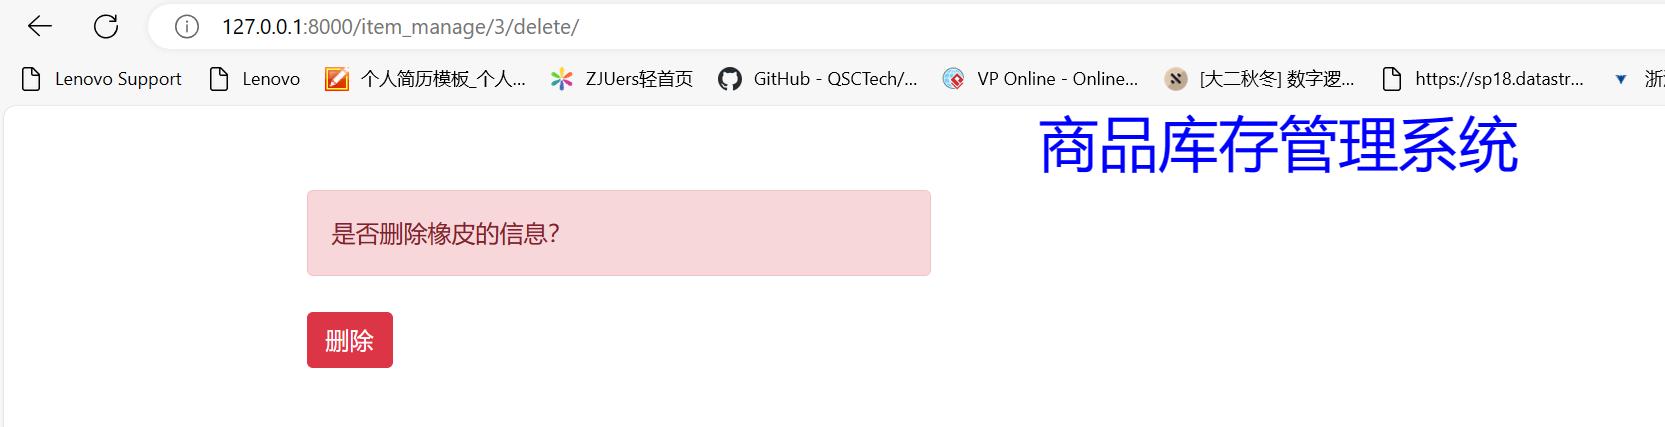 127.0.0.1:8000/item_manage/3/delete/
Lenovo Support Lenovo 个人简历模板_个人... ZJUers轻首页 GitHub - QSCTech/... VP Online - Online... [大二秋冬] 数字逻... https://sp18.datastr... 浙江
商品库存管理系统
是否删除橡皮的信息?
删除